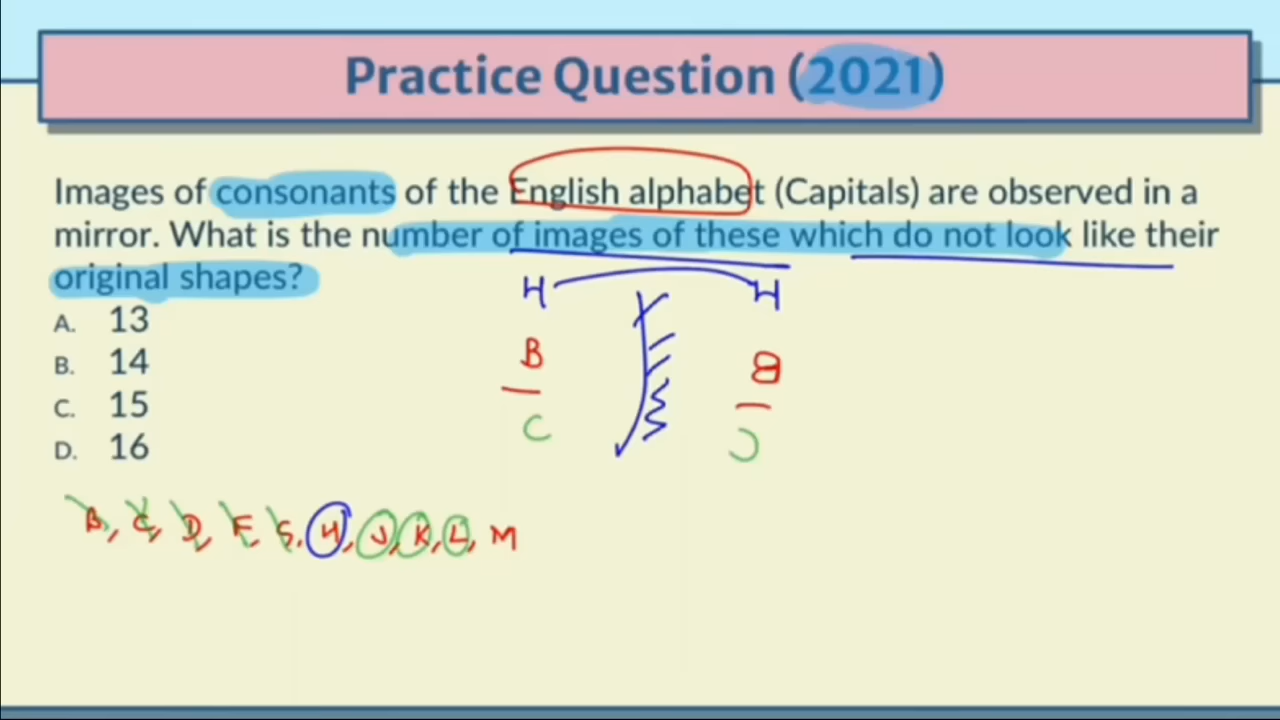 Practice Question (2021)
Images of consonants of the English alphabet (Capitals) are observed in a
mirror. What is the number of images of these which do not look like their
original shapes?
A. 13
B. 14
C. 15
D. 16
H H
B B
C C
B, C, D, F, G, H, J, K, L, M